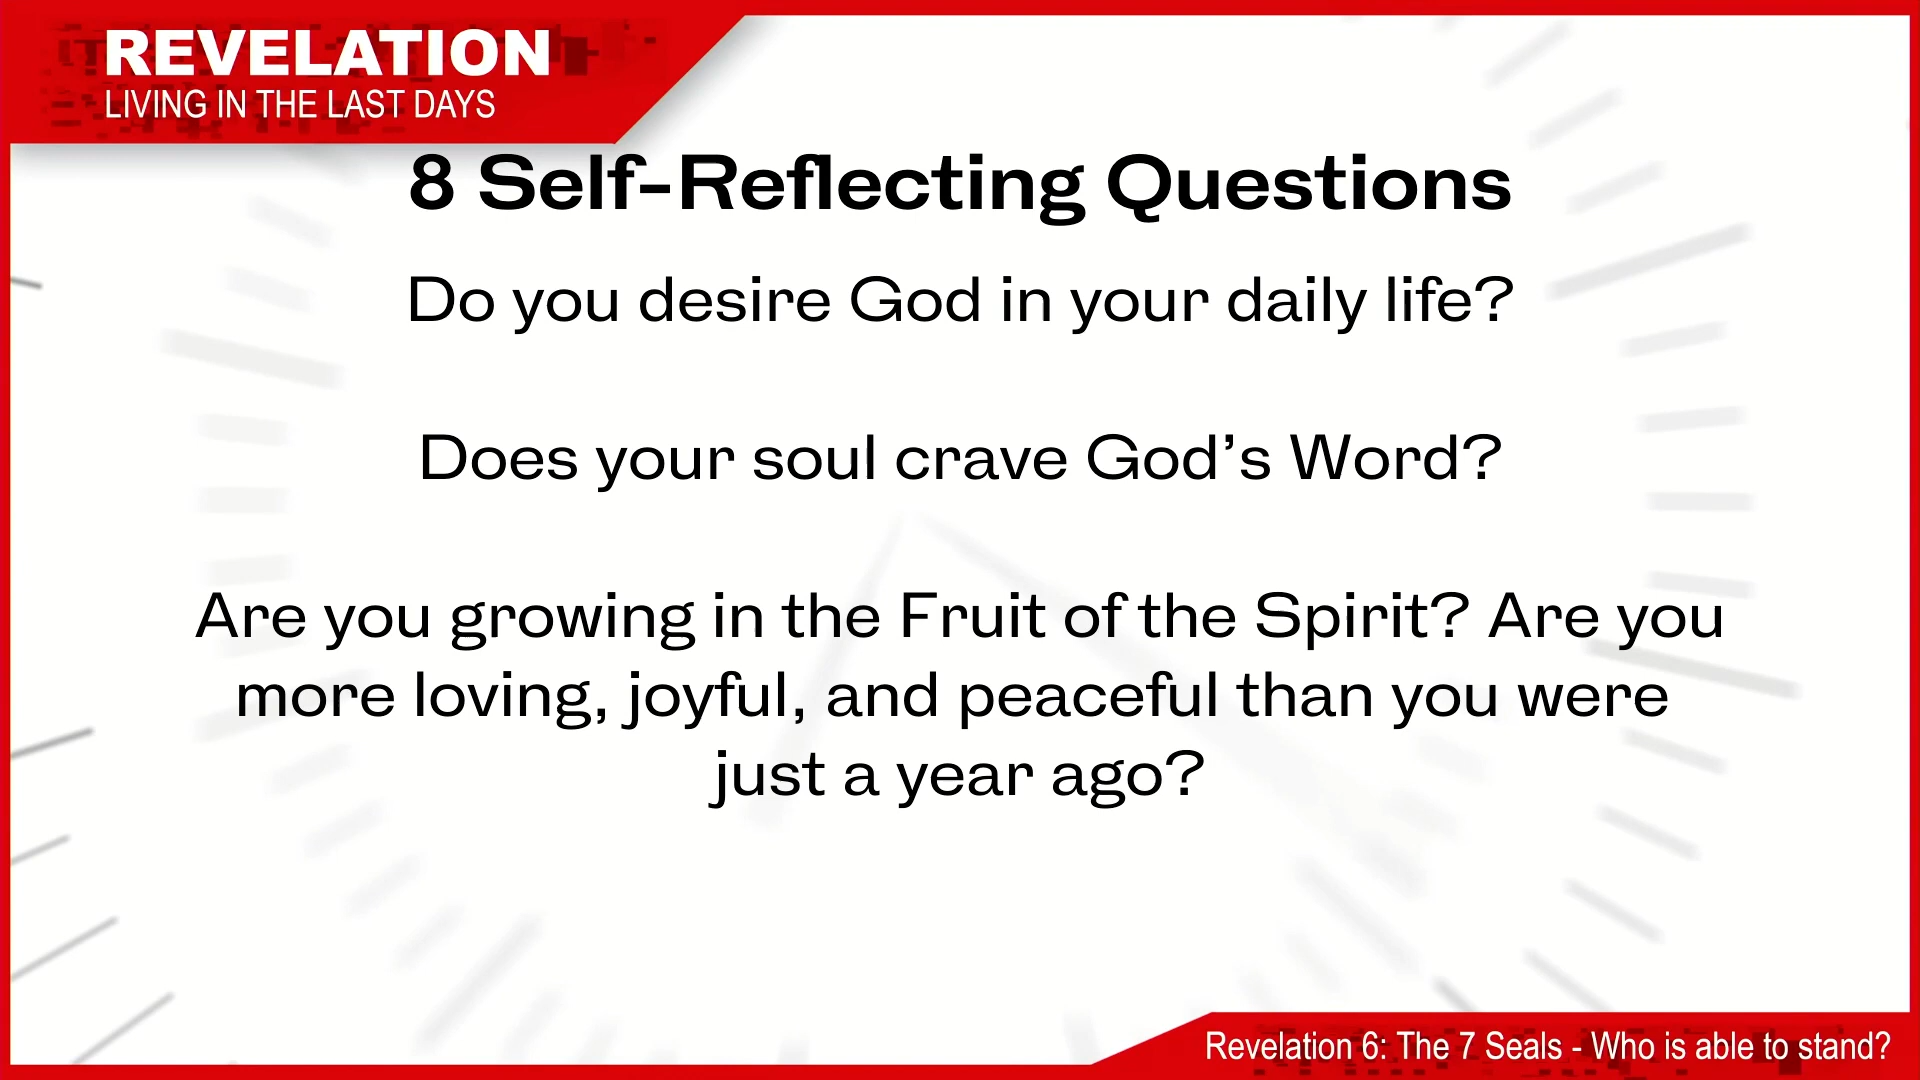 REVELATION
LIVING IN THE LAST DAYS
8 Self-Reflecting Questions
Do you desire God in your daily life?
Does your soul crave God’s Word?
Are you growing in the Fruit of the Spirit? Are you
more loving, joyful, and peaceful than you were
just a year ago?
Revelation 6: The 7 Seals - Who is able to stand?